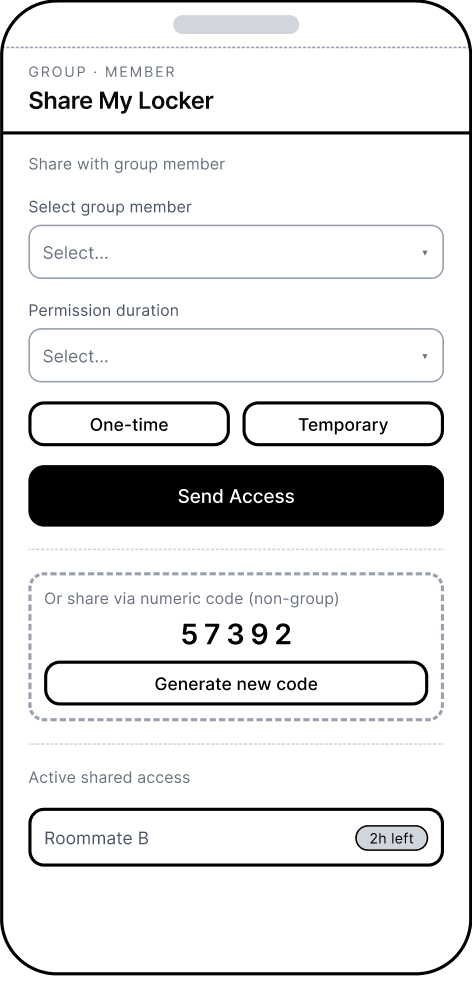 GROUP · MEMBER
Share My Locker
Share with group member
Select group member
Select...
Permission duration
Select...
One-time
Temporary
Send Access
Or share via numeric code (non-group)
57392
Generate new code
Active shared access
Roommate B
2h left